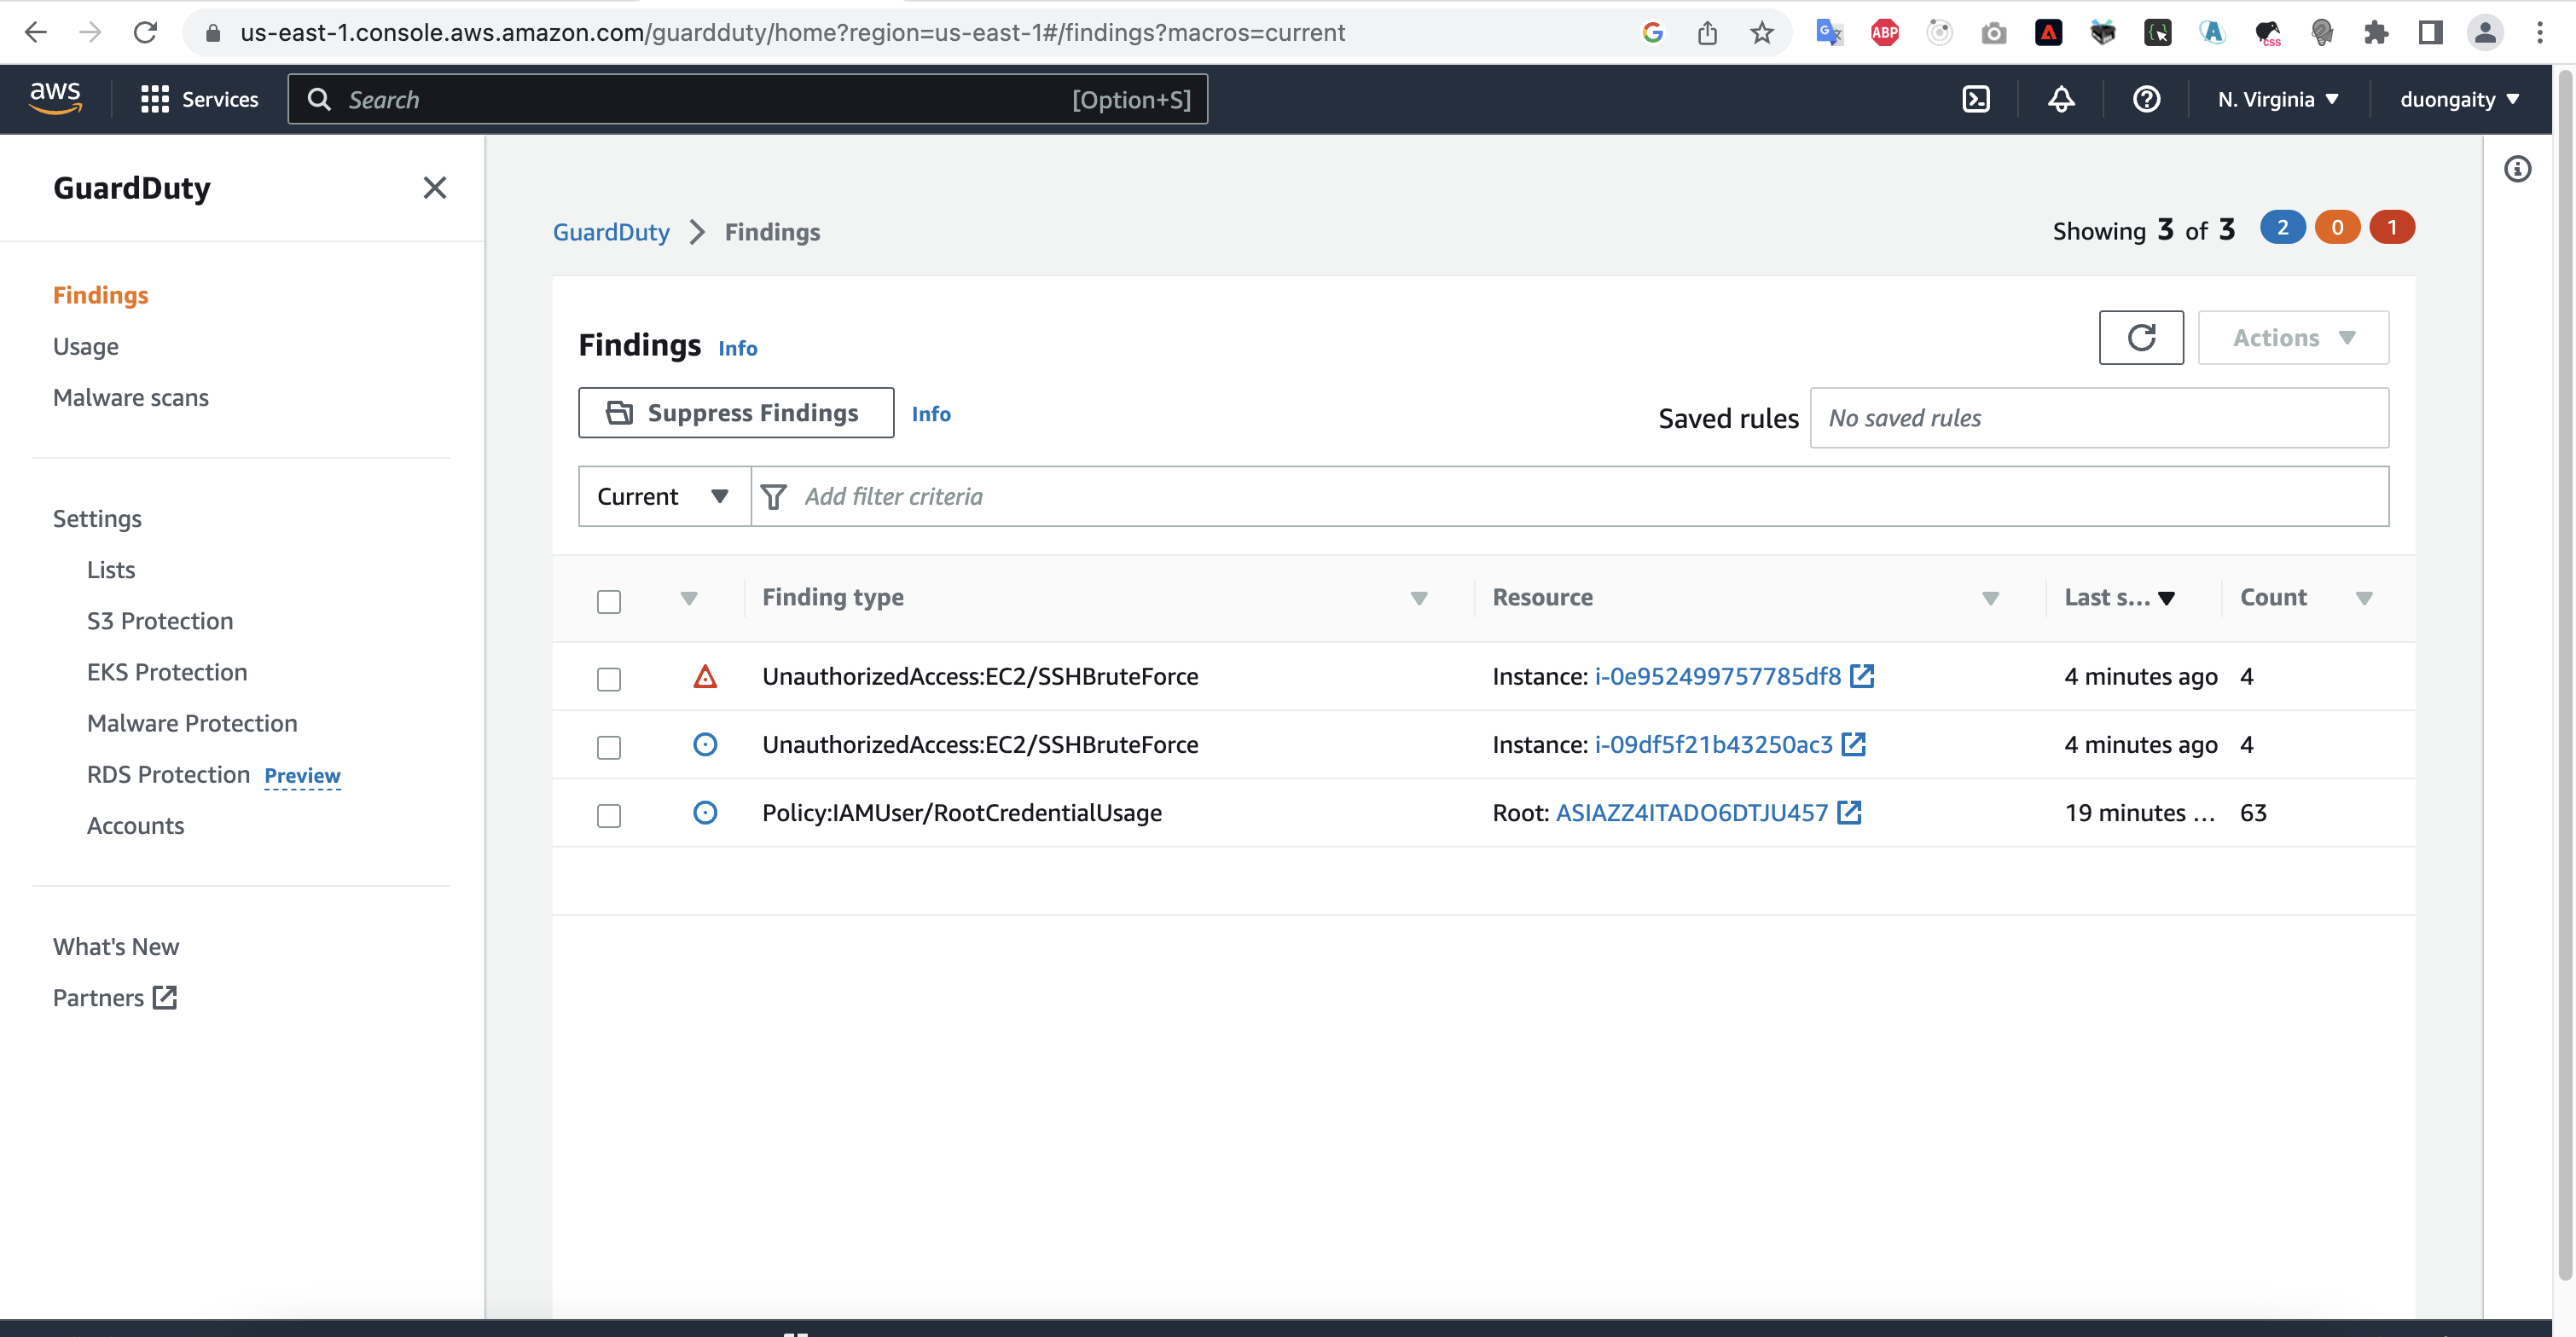 us-east-1.console.aws.amazon.com/guardduty/home?region=us-east-1#/findings?macros=current
ABP
css
aws
Services
Search
[Option+S]
N. Virginia
duongaity
GuardDuty
Findings
Usage
Malware scans
Settings
Lists
S3 Protection
EKS Protection
Malware Protection
RDS Protection Preview
Accounts
What's New
Partners
GuardDuty > Findings
Showing 3 of 3 2 0 1
Findings Info
Actions
Suppress Findings Info
Saved rules No saved rules
Current Add filter criteria
Finding type Resource Last s... Count
UnauthorizedAccess:EC2/SSHBruteForce Instance: i-0e952499757785df8 4 minutes ago 4
UnauthorizedAccess:EC2/SSHBruteForce Instance: i-09df5f21b43250ac3 4 minutes ago 4
Policy:IAMUser/RootCredentialUsage Root: ASIAZZ4ITADO6DTJU457 19 minutes ... 63